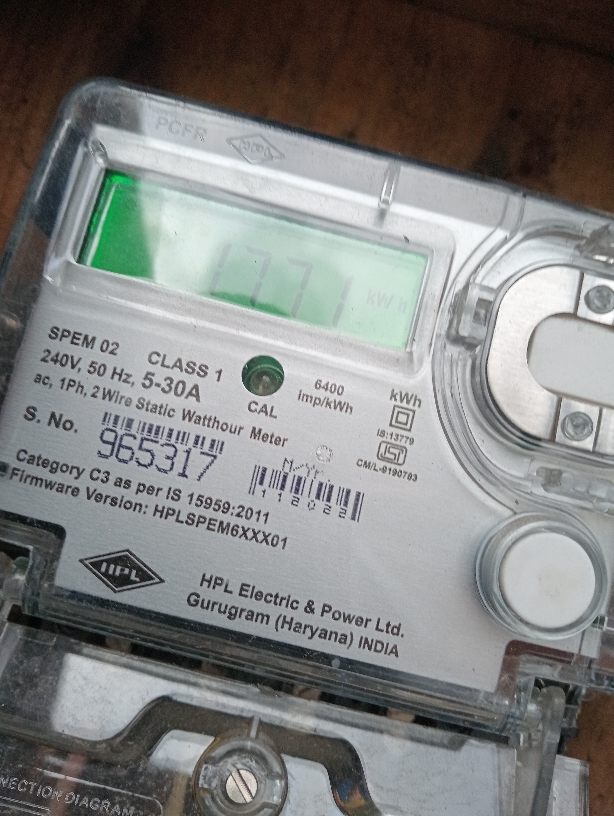 PCFR
1771 kWh
SPEM 02 CLASS 1
240V, 50 Hz, 5-30A
ac, 1Ph, 2 Wire Static Watthour Meter
CAL
6400
imp/kWh
kWh
IS:13779
CM/L-9190783
S. No.
965317
M/Yr.
112022
Category C3 as per IS 15959:2011
Firmware Version: HPLSPEM6XXX01
HPL
HPL Electric & Power Ltd.
Gurugram (Haryana) INDIA
NECTION DIAGRAM